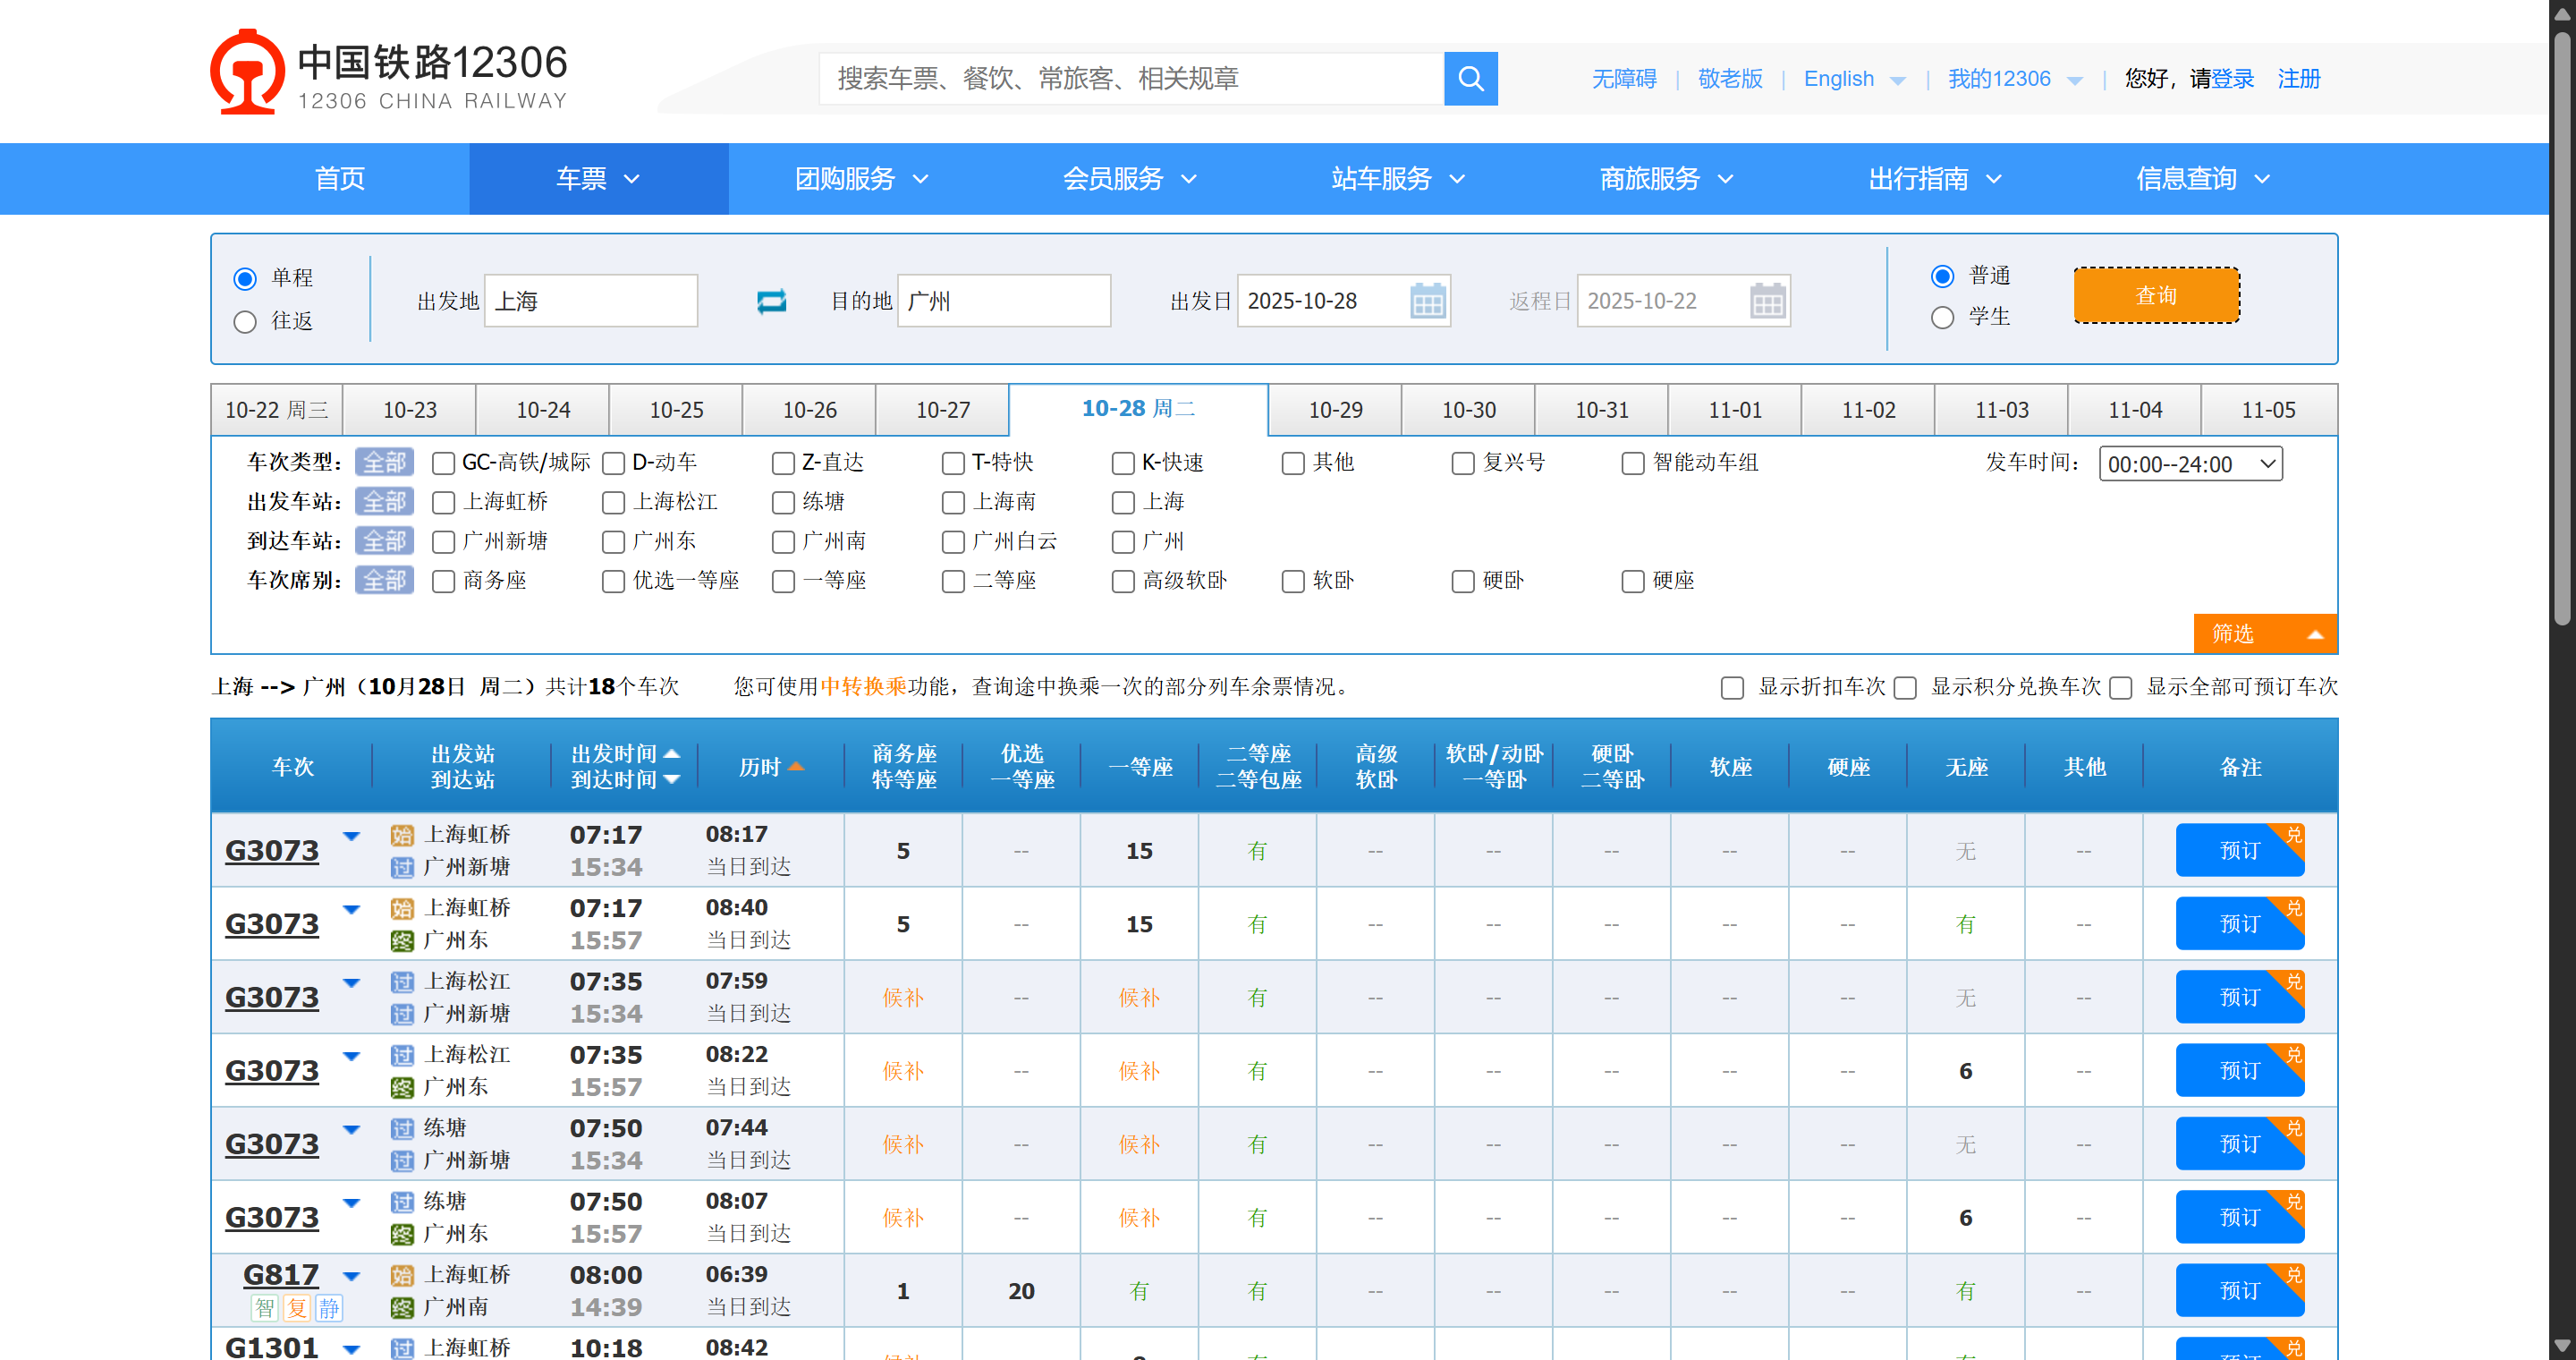 中国铁路12306
12306 CHINA RAILWAY
搜索车票、餐饮、常旅客、相关规章
无障碍 | 敬老版 | English | 我的12306 | 您好，请登录 注册
首页 车票 团购服务 会员服务 站车服务 商旅服务 出行指南 信息查询
单程
往返
出发地 上海
目的地 广州
出发日 2025-10-28
返程日 2025-10-22
普通
学生
查询
10-22 周三 10-23 10-24 10-25 10-26 10-27 10-28 周二 10-29 10-30 10-31 11-01 11-02 11-03 11-04 11-05
车次类型： 全部 GC-高铁/城际 D-动车 Z-直达 T-特快 K-快速 其他 复兴号 智能动车组 发车时间： 00:00--24:00
出发车站： 全部 上海虹桥 上海松江 练塘 上海南 上海
到达车站： 全部 广州新塘 广州东 广州南 广州白云 广州
车次席别： 全部 商务座 优选一等座 一等座 二等座 高级软卧 软卧 硬卧 硬座
筛选
上海 --> 广州（10月28日 周二）共计18个车次 您可使用中转换乘功能，查询途中换乘一次的部分列车余票情况。 显示折扣车次 显示积分兑换车次 显示全部可预订车次
车次 出发站 出发时间 历时 商务座 优选 一等座 二等座 高级 软卧/动卧 硬卧 软座 硬座 无座 其他 备注
到达站 到达时间 特等座 一等座 二等包座 软卧 一等卧 二等卧
G3073 始 上海虹桥 07:17 08:17 5 -- 15 有 -- -- -- -- -- 无 -- 预订 兑
过 广州新塘 15:34 当日到达
G3073 始 上海虹桥 07:17 08:40 5 -- 15 有 -- -- -- -- -- 有 -- 预订 兑
终 广州东 15:57 当日到达
G3073 过 上海松江 07:35 07:59 候补 -- 候补 有 -- -- -- -- -- 无 -- 预订 兑
过 广州新塘 15:34 当日到达
G3073 过 上海松江 07:35 08:22 候补 -- 候补 有 -- -- -- -- -- 6 -- 预订 兑
终 广州东 15:57 当日到达
G3073 过 练塘 07:50 07:44 候补 -- 候补 有 -- -- -- -- -- 无 -- 预订 兑
过 广州新塘 15:34 当日到达
G3073 过 练塘 07:50 08:07 候补 -- 候补 有 -- -- -- -- -- 6 -- 预订 兑
终 广州东 15:57 当日到达
G817 始 上海虹桥 08:00 06:39 1 20 有 有 -- -- -- -- -- 有 -- 预订 兑
智 复 静 终 广州南 14:39 当日到达
G1301 过 上海虹桥 10:18 08:42 兑